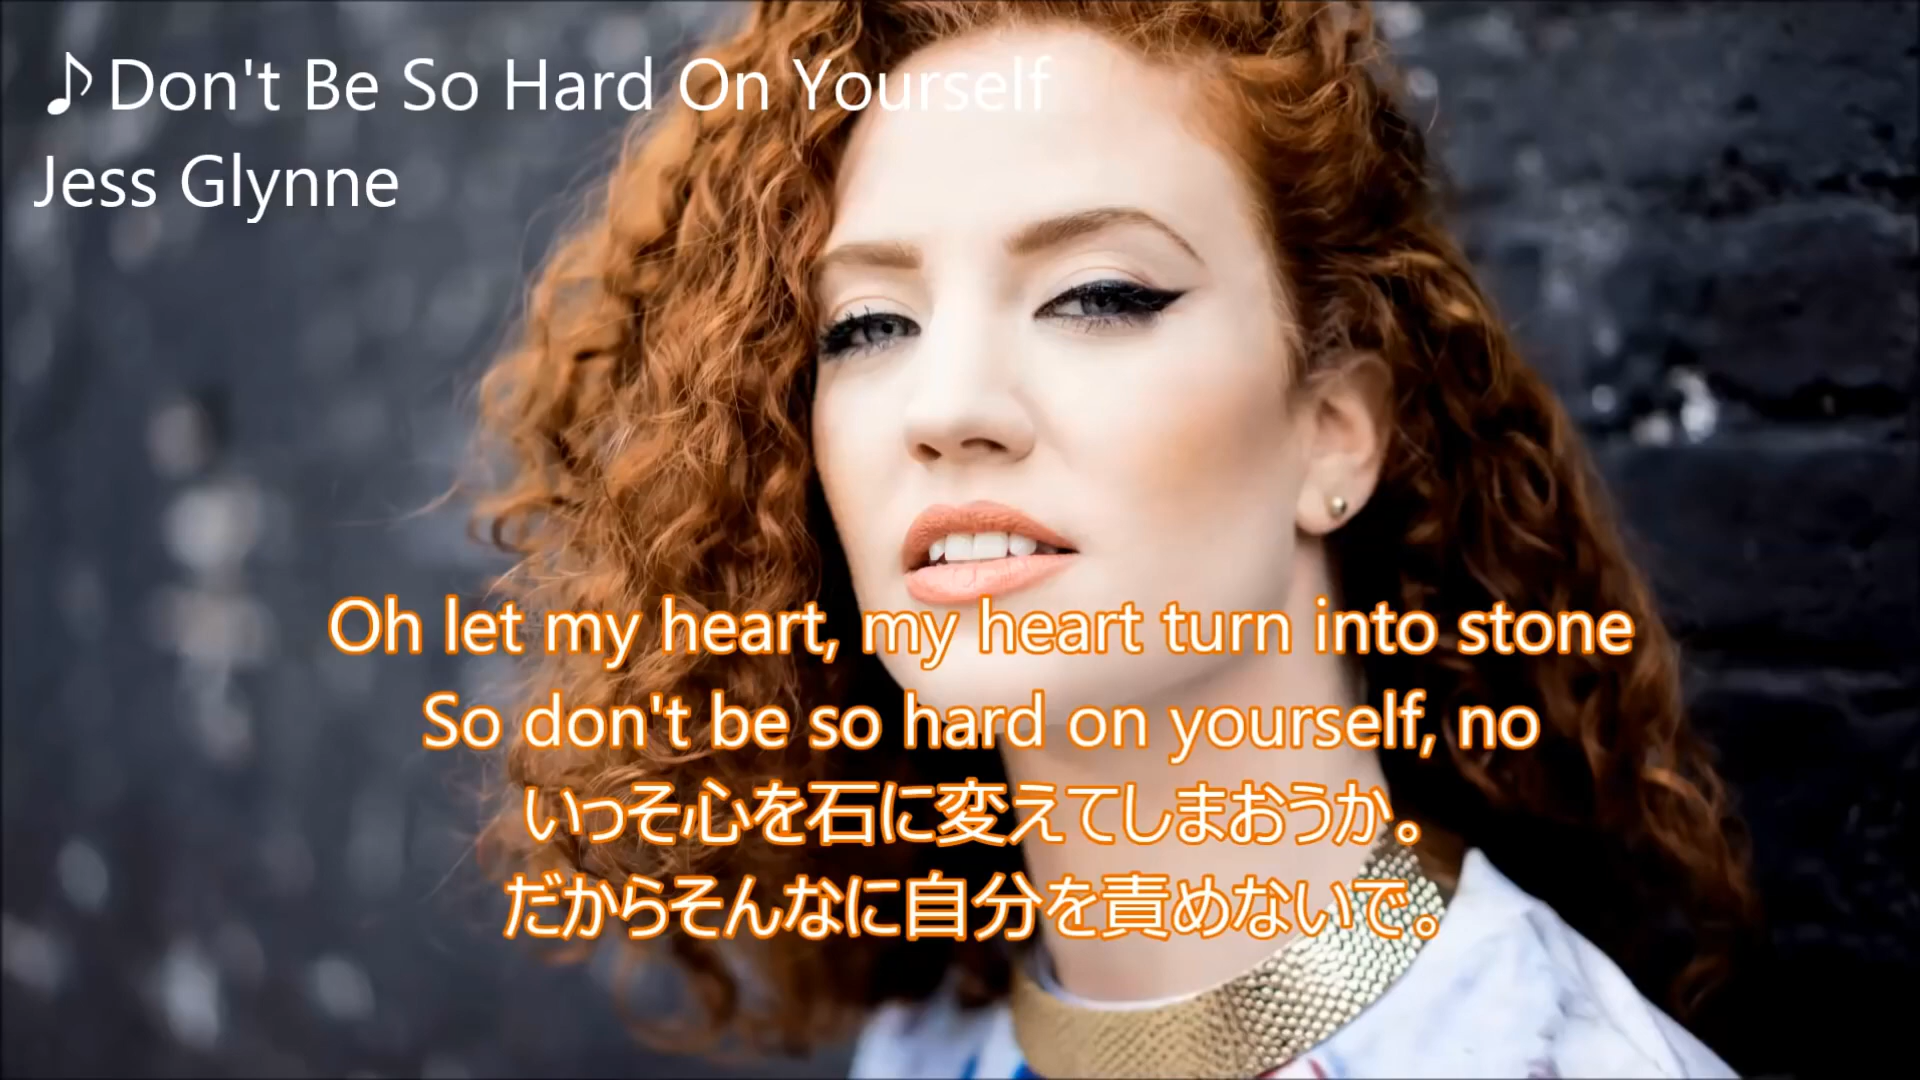 ♪Don't Be So Hard On Yourself
Jess Glynne
Oh let my heart, my heart turn into stone
So don't be so hard on yourself, no
いっそ心を石に変えてしまおうか。
だからそんなに自分を責めないで。